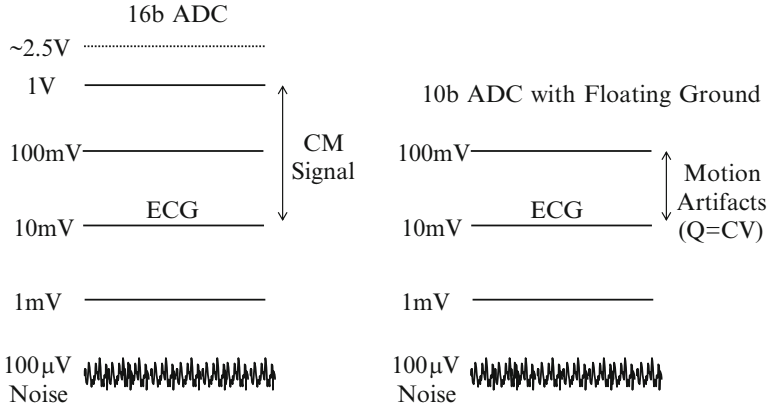 16b ADC
~2.5V
1V
100mV
CM
Signal
ECG
10mV
1mV
100μV
Noise
10b ADC with Floating Ground
100mV
Motion
Artifacts
(Q=CV)
ECG
10mV
1mV
100μV
Noise